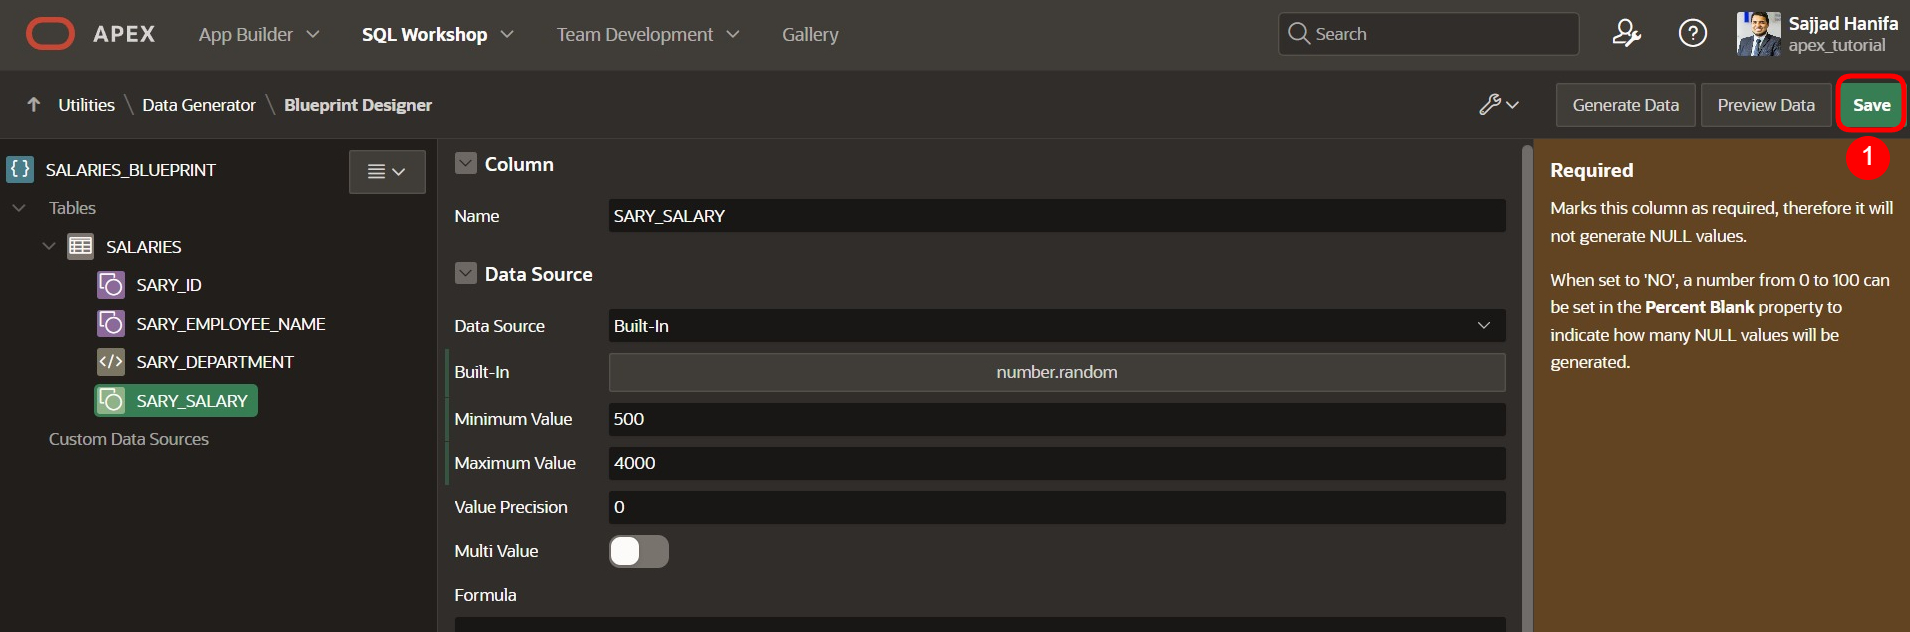 APEX App Builder SQL Workshop Team Development Gallery Search Sajjad Hanifa
apex_tutorial
Utilities \ Data Generator \ Blueprint Designer Generate Data Preview Data Save
1
{} SALARIES_BLUEPRINT
Tables
SALARIES
SARY_ID
SARY_EMPLOYEE_NAME
</> SARY_DEPARTMENT
SARY_SALARY
Custom Data Sources
Column
Name SARY_SALARY
Data Source
Data Source Built-In
Built-In number.random
Minimum Value 500
Maximum Value 4000
Value Precision 0
Multi Value
Formula
Required
Marks this column as required, therefore it will
not generate NULL values.
When set to 'NO', a number from 0 to 100 can
be set in the Percent Blank property to
indicate how many NULL values will be
generated.